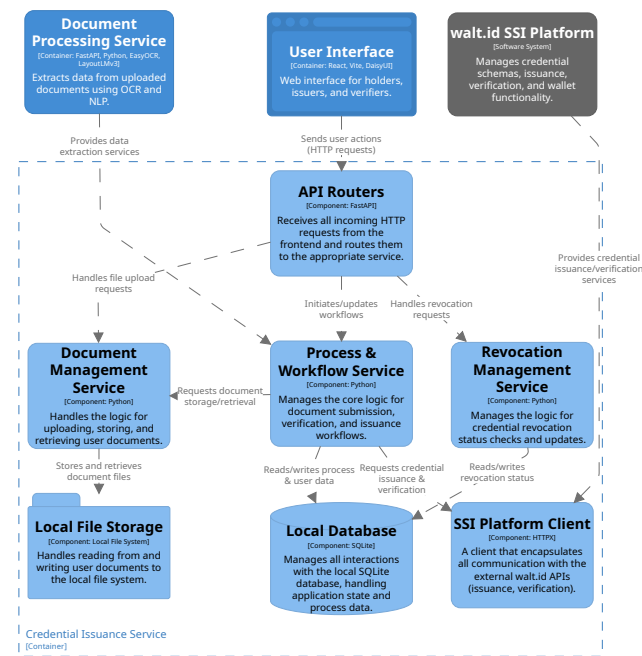 Document
Processing Service
[Container: FastAPI, Python, EasyOCR,
LayoutLMv3]
Extracts data from uploaded
documents using OCR and
NLP.
User Interface
[Container: React, Vite, DaisyUI]
Web interface for holders,
issuers, and verifiers.
walt.id SSI Platform
[Software System]
Manages credential
schemas, issuance,
verification, and wallet
functionality.
Provides data
extraction services
Sends user actions
(HTTP requests)
API Routers
[Component: FastAPI]
Receives all incoming HTTP
requests from the
frontend and routes them
to the appropriate service.
Provides credential
issuance/verification
services
Handles file upload
requests
Initiates/updates
workflows
Handles revocation
requests
Document
Management
Service
[Component: Python]
Handles the logic for
uploading, storing, and
retrieving user documents.
Requests document
storage/retrieval
Process &
Workflow Service
[Component: Python]
Manages the core logic for
document submission,
verification, and issuance
workflows.
Revocation
Management
Service
[Component: Python]
Manages the logic for
credential revocation
status checks and updates.
Stores and retrieves
document files
Reads/writes process
& user data
Requests credential
issuance &
verification
Reads/writes
revocation status
Local File Storage
[Component: Local File System]
Handles reading from and
writing user documents to
the local file system.
Local Database
[Component: SQLite]
Manages all interactions
with the local SQLite
database, handling
application state and
process data.
SSI Platform Client
[Component: HTTPX]
A client that encapsulates
all communication with the
external walt.id APIs
(issuance, verification).
Credential Issuance Service
[Container]